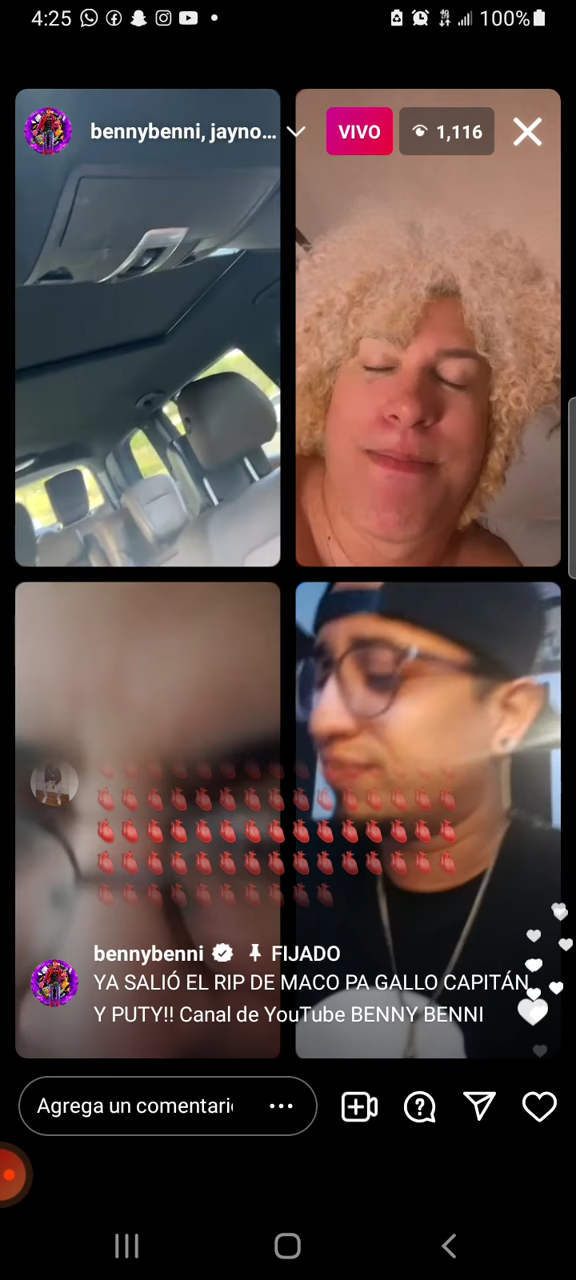 4:25
100%
bennybenni, jayno...
VIVO
1,116
bennybenni
FIJADO
YA SALIÓ EL RIP DE MACO PA GALLO CAPITÁN
Y PUTY!! Canal de YouTube BENNY BENNI
Agrega un comentari